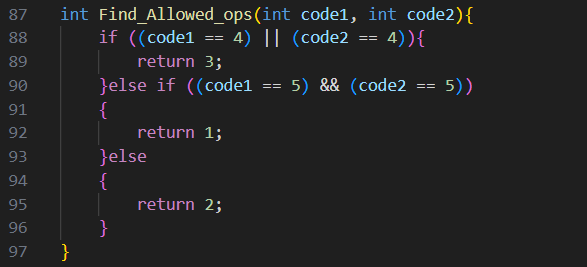 87 int Find_Allowed_ops(int code1, int code2){
88     if ((code1 == 4) || (code2 == 4)){
89         return 3;
90     }else if ((code1 == 5) && (code2 == 5))
91     {
92         return 1;
93     }else
94     {
95         return 2;
96     }
97 }